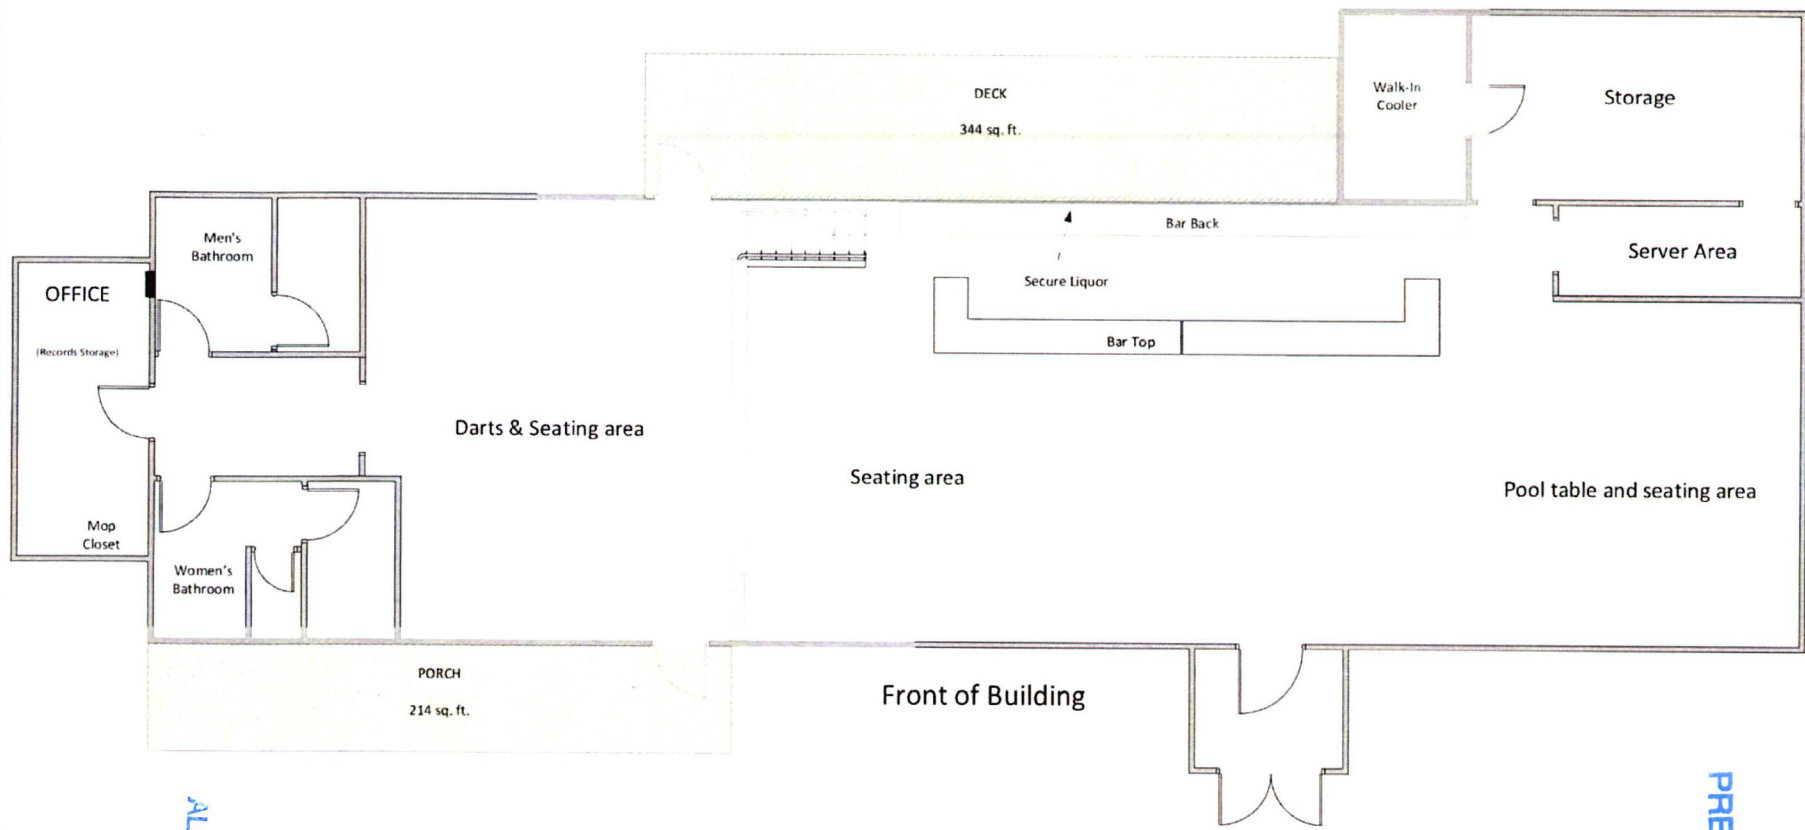 DECK
344 sq. ft.
Walk-In
Cooler
Storage
Men's
Bathroom
Bar Back
Server Area
OFFICE
Secure Liquor
(Records Storage)
Bar Top
Darts & Seating area
Seating area
Pool table and seating area
Mop
Closet
Women's
Bathroom
PORCH
214 sq. ft.
Front of Building
AL
PRE